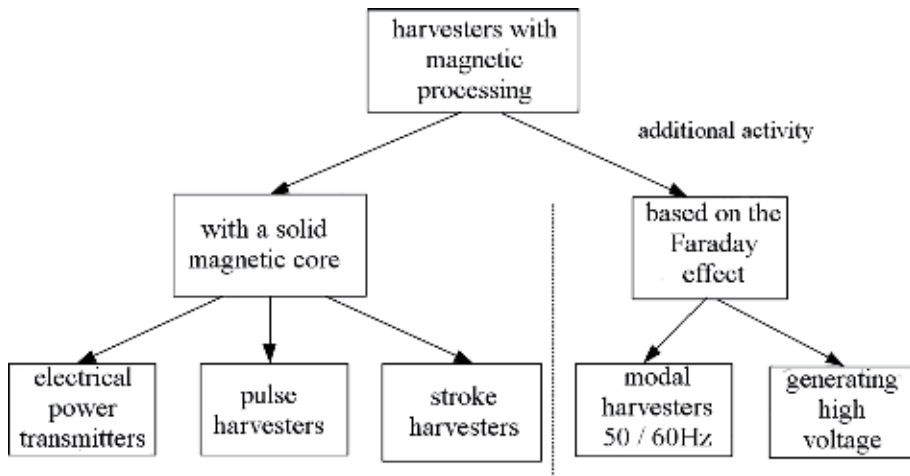 harvesters with
magnetic
processing
additional activity
with a solid
magnetic core
based on the
Faraday
effect
electrical
power
transmitters
pulse
harvesters
stroke
harvesters
modal
harvesters
50 / 60Hz
generating
high
voltage